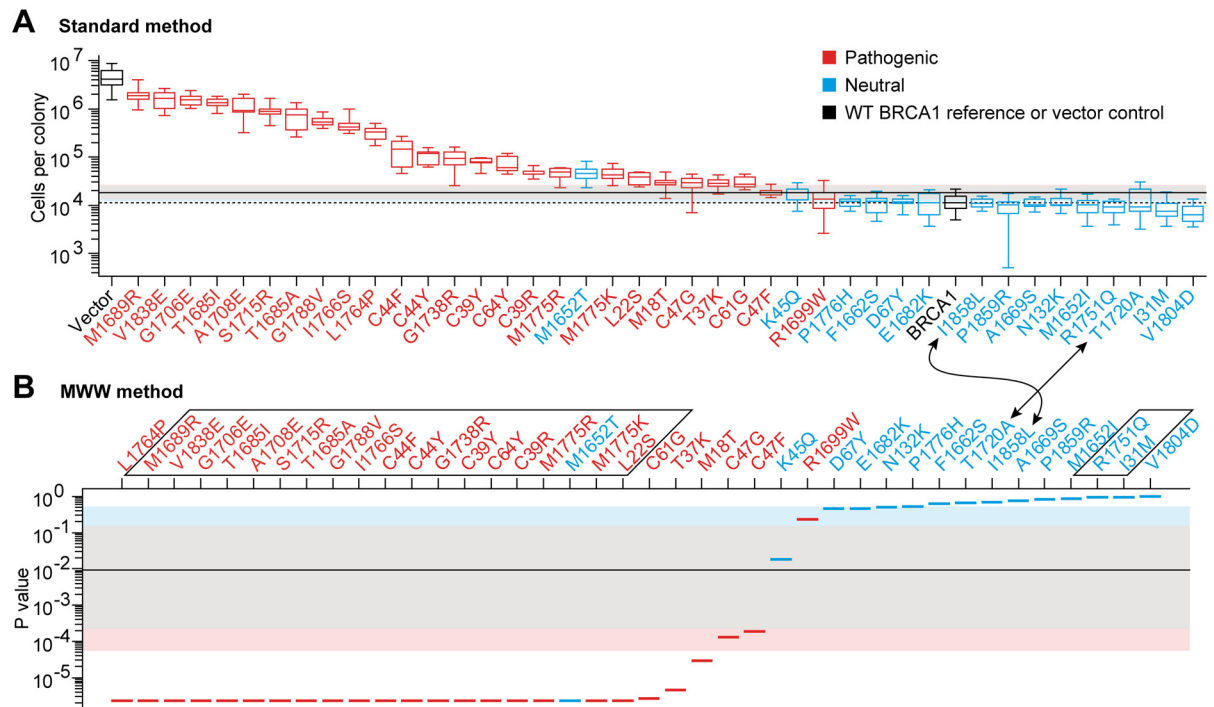 A Standard method
Pathogenic
Neutral
WT BRCA1 reference or vector control
Cells per colony
10^7
10^6
10^5
10^4
10^3
Vector
M1689R
V1838E
G1706E
T1685I
A1708E
S1715R
T1685A
G1788V
I1766S
L1764P
C44F
C44Y
G1738R
C39Y
C64Y
C39R
M1775R
M1652T
M1775K
L22S
M18T
C47G
T37K
C61G
C47F
K45Q
R1699W
P1776H
F1662S
D67Y
E1682K
BRCA1
I1858L
P1859R
A1669S
N132K
M1652I
R1751Q
T1720A
I31M
V1804D
B MWW method
L1764P
M1689R
V1838E
G1706E
T1685I
A1708E
S1715R
T1685A
G1788V
I1766S
C44F
C44Y
G1738R
C39Y
C64Y
C39R
M1775R
M1652T
M1775K
L22S
C61G
T37K
M18T
C47G
C47F
K45Q
R1699W
D67Y
E1682K
N132K
P1776H
F1662S
T1720A
I1858L
A1669S
P1859R
M1652I
R1751Q
I31M
V1804D
P value
10^0
10^-1
10^-2
10^-3
10^-4
10^-5